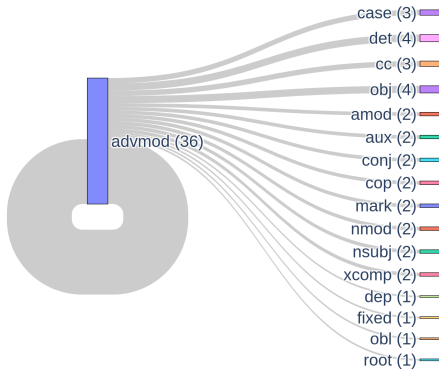 case (3)
det (4)
cc (3)
obj (4)
amod (2)
aux (2)
advmod (36)
conj (2)
cop (2)
mark (2)
nmod (2)
nsubj (2)
xcomp (2)
dep (1)
fixed (1)
obl (1)
root (1)